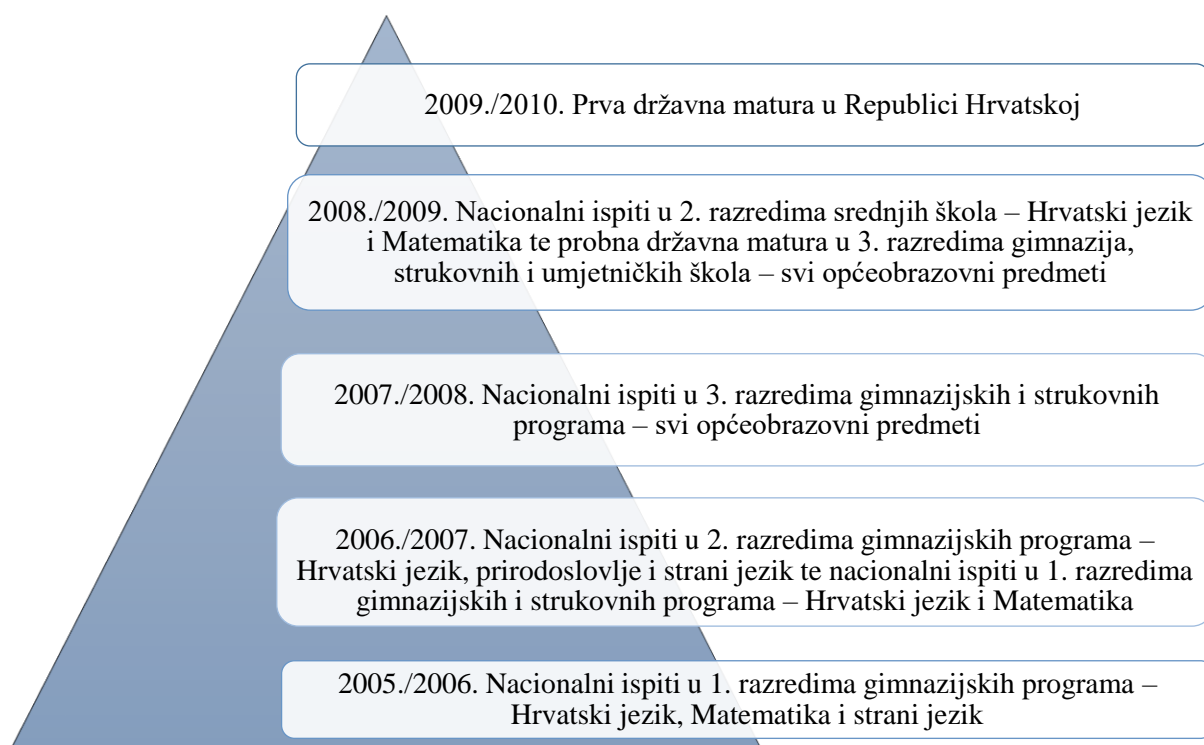 2009./2010. Prva državna matura u Republici Hrvatskoj
2008./2009. Nacionalni ispiti u 2. razredima srednjih škola – Hrvatski jezik
i Matematika te probna državna matura u 3. razredima gimnazija,
strukovnih i umjetničkih škola – svi općeobrazovni predmeti
2007./2008. Nacionalni ispiti u 3. razredima gimnazijskih i strukovnih
programa – svi općeobrazovni predmeti
2006./2007. Nacionalni ispiti u 2. razredima gimnazijskih programa –
Hrvatski jezik, prirodoslovlje i strani jezik te nacionalni ispiti u 1. razredima
gimnazijskih i strukovnih programa – Hrvatski jezik i Matematika
2005./2006. Nacionalni ispiti u 1. razredima gimnazijskih programa –
Hrvatski jezik, Matematika i strani jezik